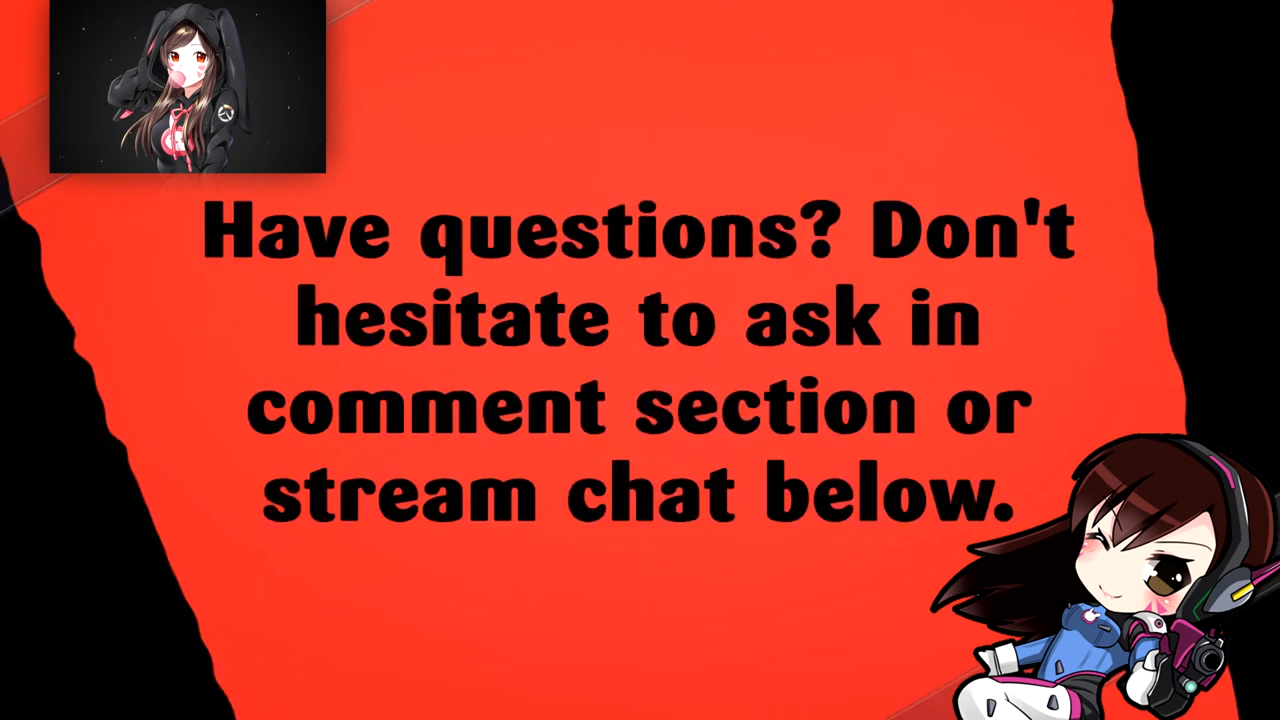 Have questions? Don't
hesitate to ask in
comment section or
stream chat below.